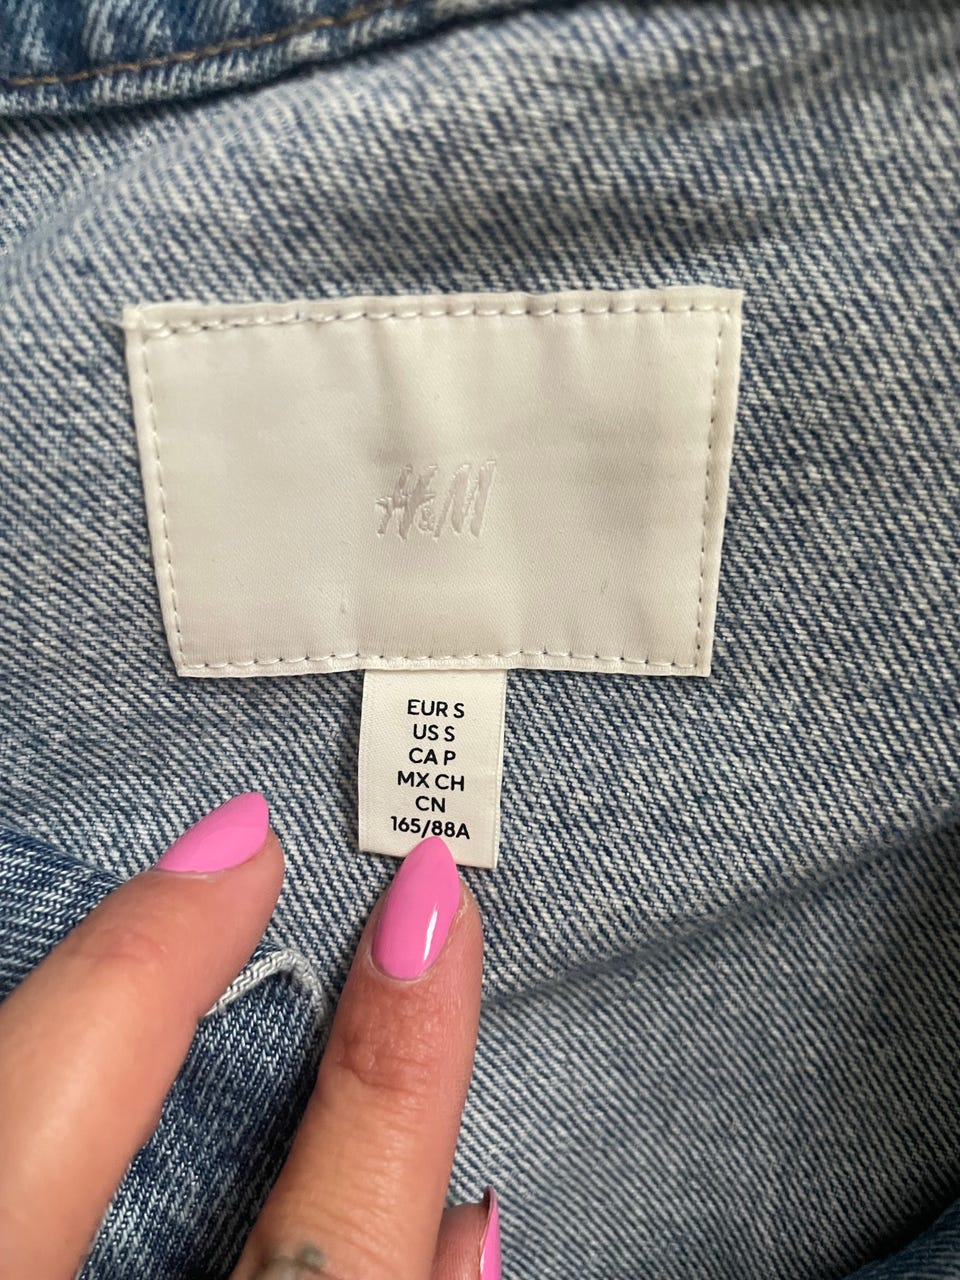 H&M
EUR S
US S
CA P
MX CH
CN
165/88A